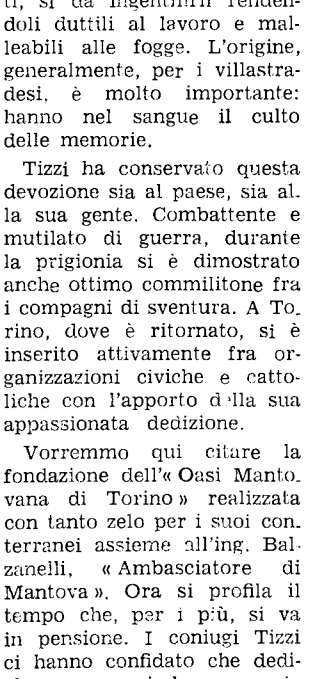 ti, si da ingentilirli renden-
doli duttili al lavoro e mal-
leabili alle fogge. L'origine,
generalmente, per i villastra-
desi, è molto importante:
hanno nel sangue il culto
delle memorie.
Tizzi ha conservato questa
devozione sia al paese, sia al-
la sua gente. Combattente e
mutilato di guerra, durante
la prigionia si è dimostrato
anche ottimo commilitone fra
i compagni di sventura. A To-
rino, dove è ritornato, si è
inserito attivamente fra or-
ganizzazioni civiche e catto-
liche con l'apporto della sua
appassionata dedizione.
Vorremmo qui citare la
fondazione dell'« Oasi Manto-
vana di Torino » realizzata
con tanto zelo per i suoi con-
terranei assieme all'ing. Bal-
zanelli, « Ambasciatore di
Mantova ». Ora si profila il
tempo che, per i più, si va
in pensione. I coniugi Tizzi
ci hanno confidato che dedi-